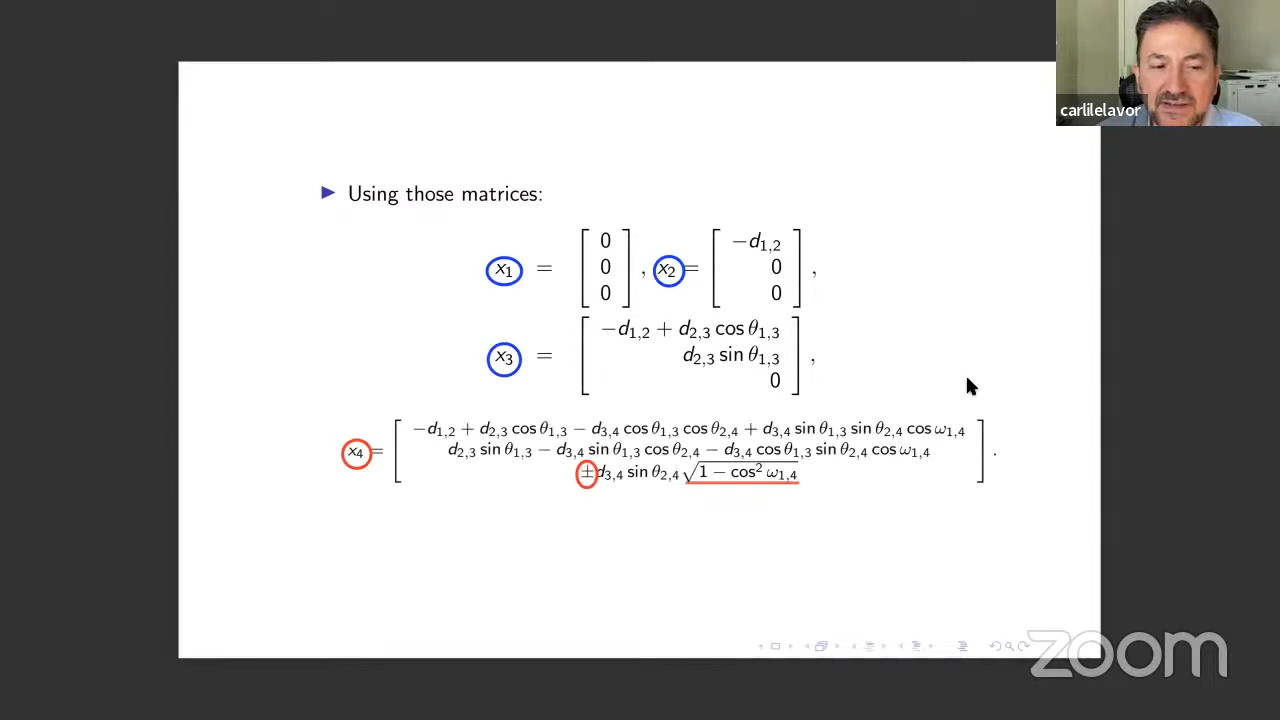 carlilelavor
▶ Using those matrices:
x₁ = [ 0 0 0 ] , x₂ = [ −d₁,₂ 0 0 ] ,
x₃ = [ −d₁,₂ + d₂,₃ cos θ₁,₃
d₂,₃ sin θ₁,₃
0 ] ,
x₄ = [ −d₁,₂ + d₂,₃ cos θ₁,₃ − d₃,₄ cos θ₁,₃ cos θ₂,₄ + d₃,₄ sin θ₁,₃ sin θ₂,₄ cos ω₁,₄
d₂,₃ sin θ₁,₃ − d₃,₄ sin θ₁,₃ cos θ₂,₄ − d₃,₄ cos θ₁,₃ sin θ₂,₄ cos ω₁,₄
±d₃,₄ sin θ₂,₄ √(1 − cos² ω₁,₄) ] .
zoom